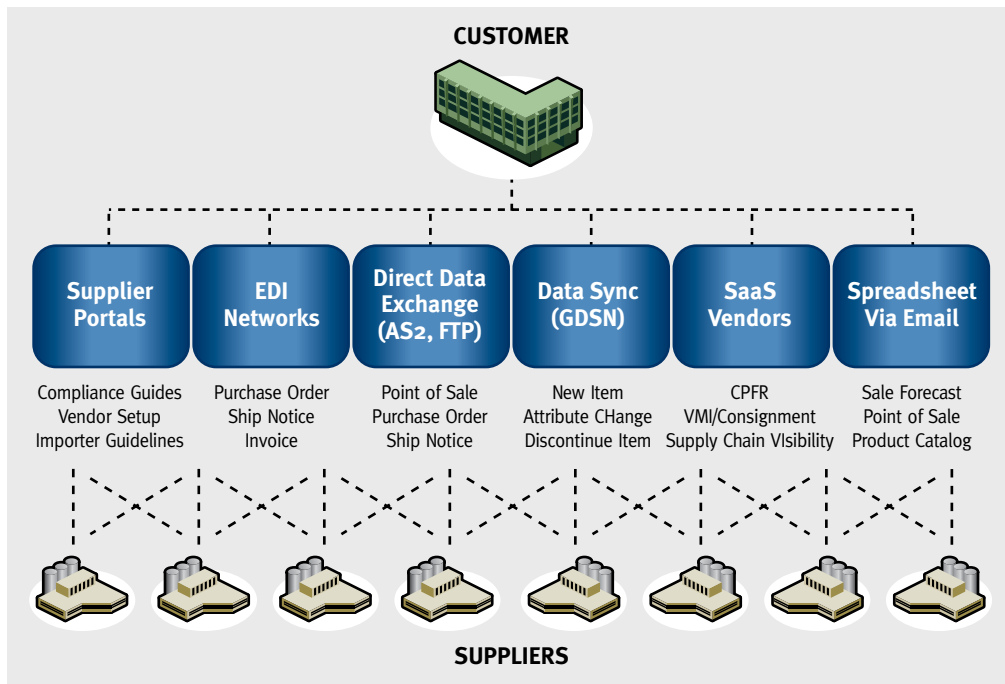 CUSTOMER
Supplier
Portals
EDI
Networks
Direct Data
Exchange
(AS2, FTP)
Data Sync
(GDSN)
SaaS
Vendors
Spreadsheet
Via Email
Compliance Guides
Vendor Setup
Importer Guidelines
Purchase Order
Ship Notice
Invoice
Point of Sale
Purchase Order
Ship Notice
New Item
Attribute CHange
Discontinue Item
CPFR
VMI/Consignment
Supply Chain VIsibility
Sale Forecast
Point of Sale
Product Catalog
SUPPLIERS